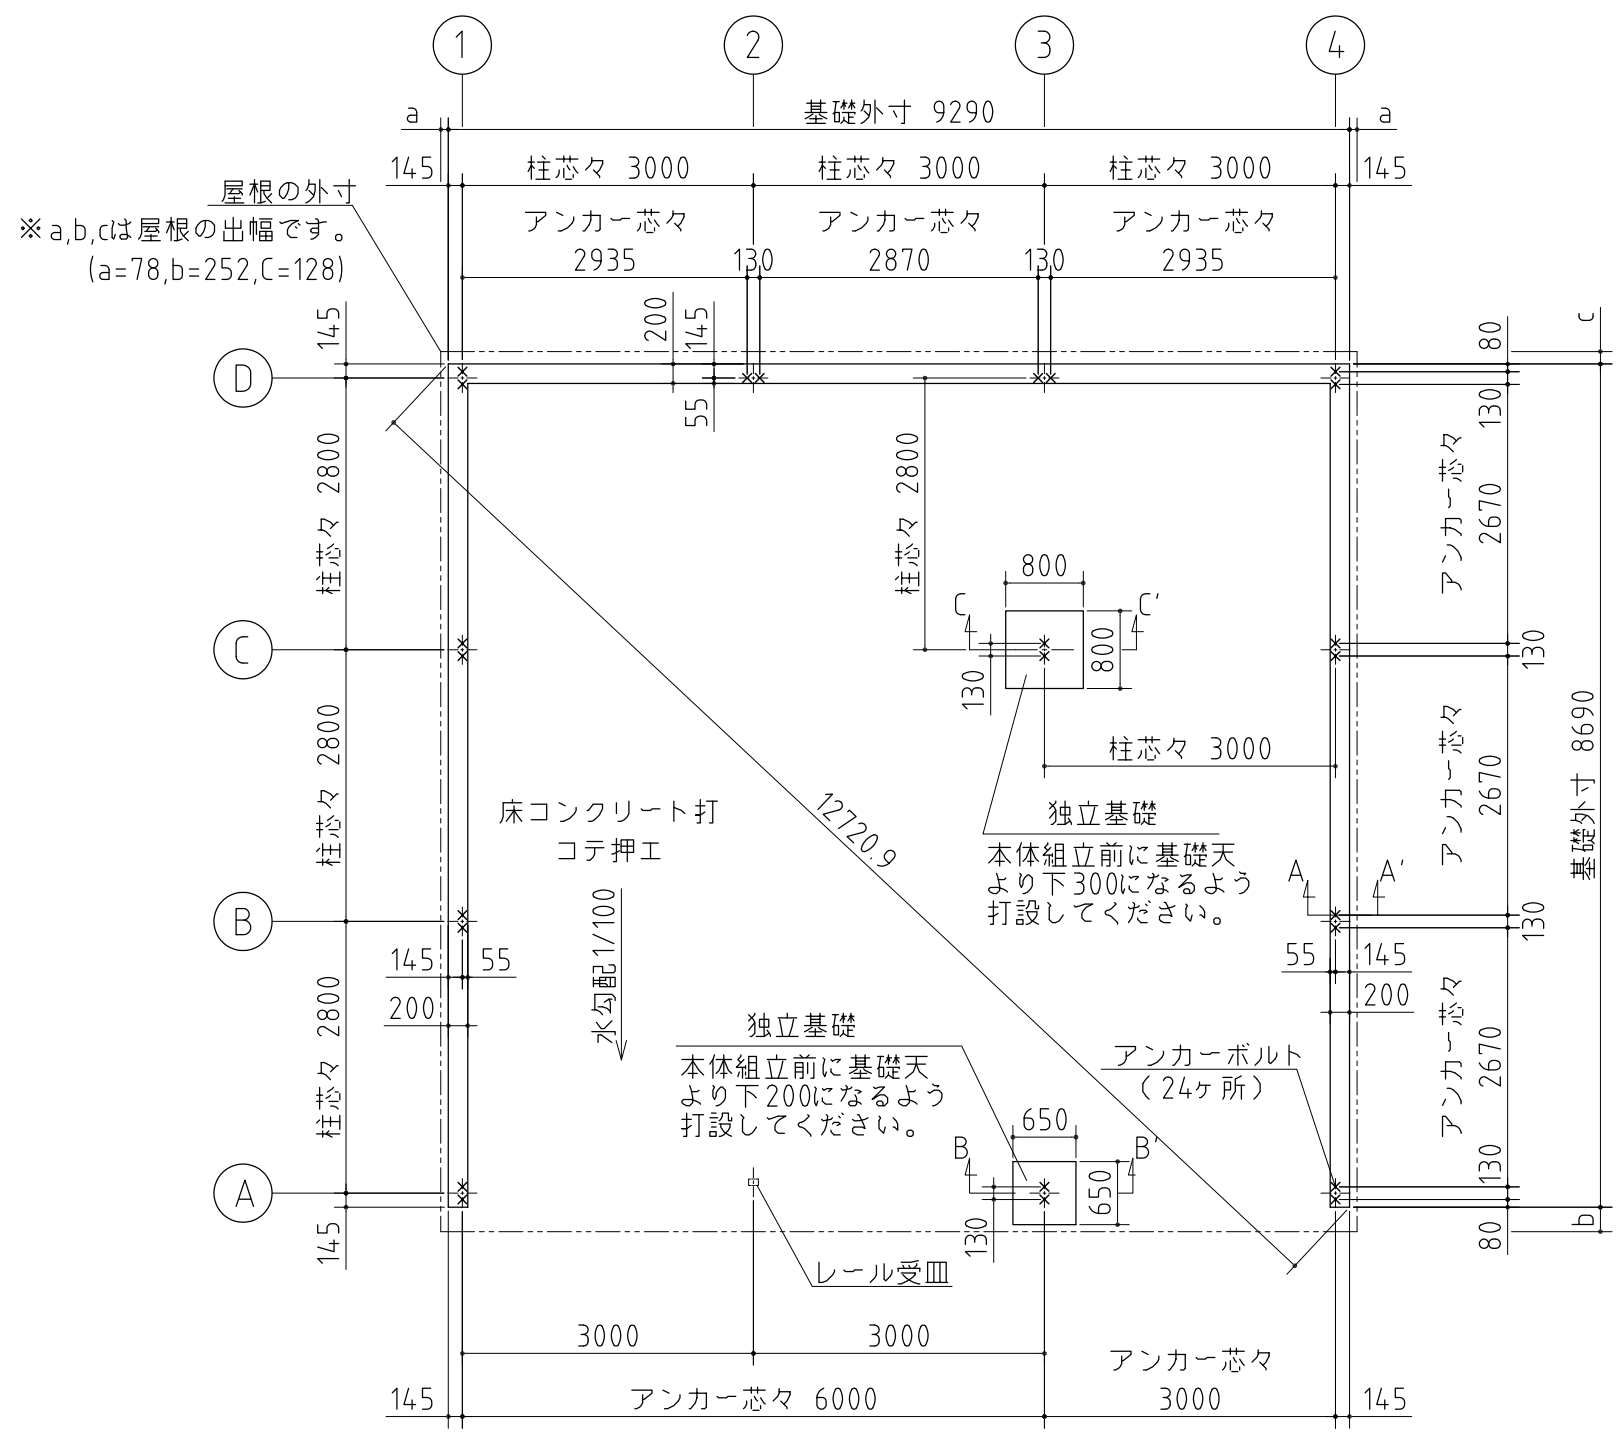 1 2 3 4
a 基礎外寸 9290 a
145 柱芯々 3000 柱芯々 3000 柱芯々 3000 145
屋根の外寸
※a,b,cは屋根の出幅です。
(a=78,b=252,C=128)
アンカー芯々 アンカー芯々 アンカー芯々
2935 130 2870 130 2935
145 200 145 80 c
D
55 130
柱芯々 2800
柱芯々 2800
アンカー芯々
2670
800
C C'
C
800
130
130
柱芯々 2800
柱芯々 3000
アンカー芯々
2670
基礎外寸 8690
床コンクリート打
コテ押エ
12720.9
独立基礎
本体組立前に基礎天
より下300になるよう
打設してください。
A A'
B
水勾配1/100
130
145 55
55 145
200
200
柱芯々 2800
独立基礎
本体組立前に基礎天
より下200になるよう
打設してください。
アンカーボルト
(24ヶ所)
アンカー芯々
2670
650
B B'
A
650
130
130
145
80
b
レール受皿
3000 3000
アンカー芯々
145 アンカー芯々 6000 3000 145